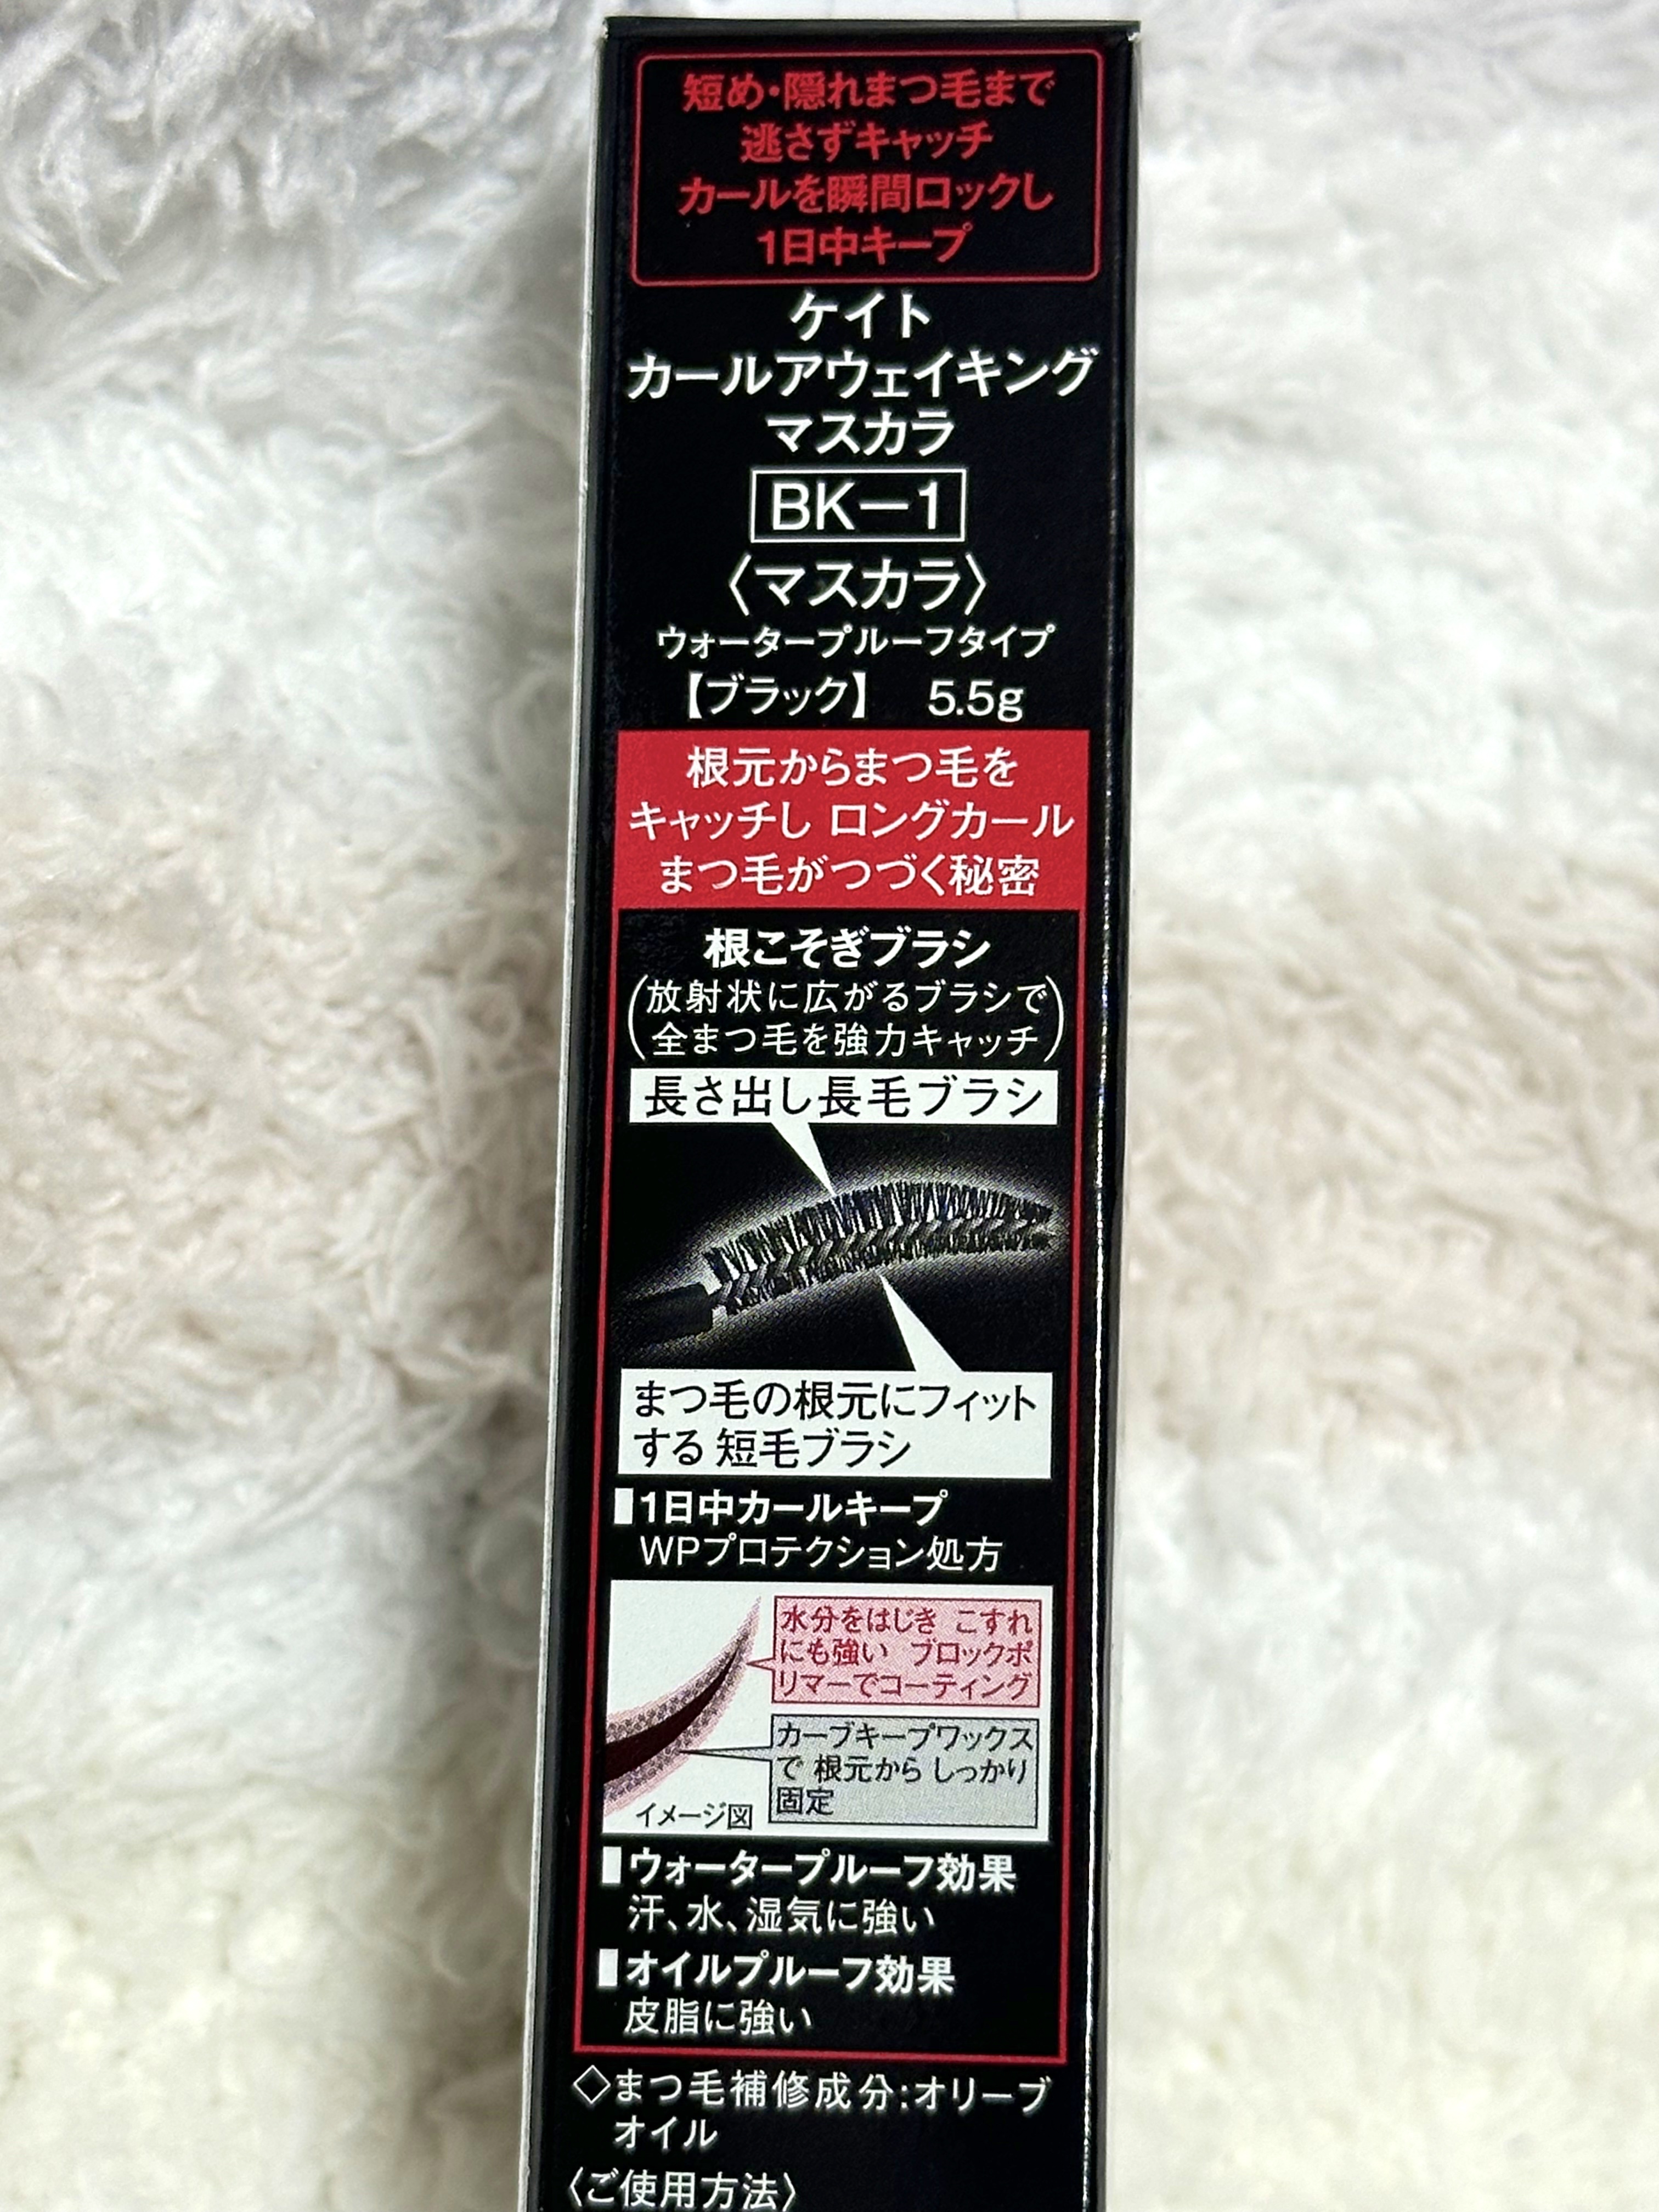 短め・隠れまつ毛まで
逃さずキャッチ
カールを瞬間ロックし
1日中キープ
ケイト
カールアウェイキング
マスカラ
BK-1
〈マスカラ〉
ウォータープルーフタイプ
【ブラック】 5.5g
根元からまつ毛を
キャッチし ロングカール
まつ毛がつづく秘密
根こそぎブラシ
(放射状に広がるブラシで
全まつ毛を強力キャッチ)
長さ出し長毛ブラシ
まつ毛の根元にフィット
する 短毛ブラシ
▮1日中カールキープ
WPプロテクション処方
水分をはじき こすれ
にも強い ブロックポ
リマーでコーティング
カーブキープワックス
で 根元から しっかり
固定
イメージ図
▮ウォータープルーフ効果
汗、水、湿気に強い
▮オイルプルーフ効果
皮脂に強い
◇まつ毛補修成分:オリーブ
オイル
〈ご使用方法〉